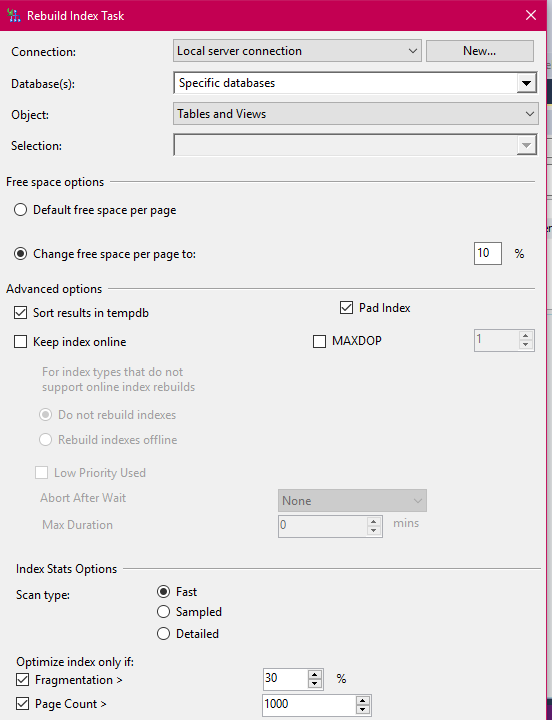 Rebuild Index Task
Connection: Local server connection New...
Database(s): Specific databases
Object: Tables and Views
Selection:
Free space options
Default free space per page
Change free space per page to: 10 %
Advanced options
Sort results in tempdb Pad Index
Keep index online MAXDOP 1
For index types that do not
support online index rebuilds
Do not rebuild indexes
Rebuild indexes offline
Low Priority Used
Abort After Wait None
Max Duration 0 mins
Index Stats Options
Scan type: Fast
Sampled
Detailed
Optimize index only if:
Fragmentation > 30 %
Page Count > 1000